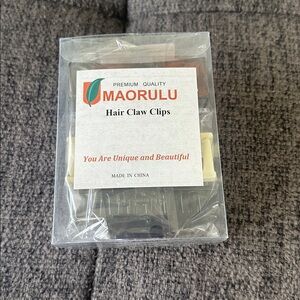 PREMIUM QUALITY
MAORULU
Hair Claw Clips
You Are Unique and Beautiful
MADE IN CHINA